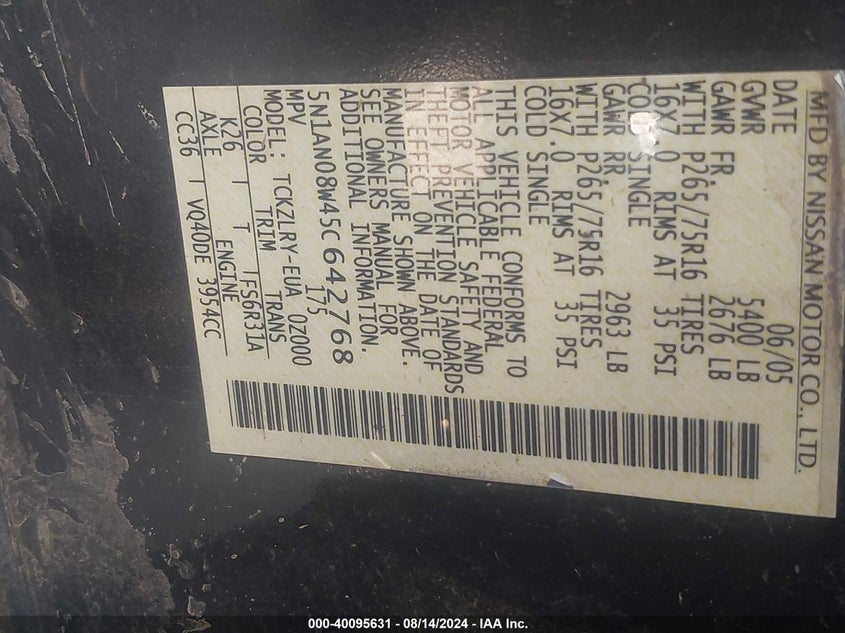 MFD BY NISSAN MOTOR CO., LTD.
DATE 06/05
GVWR 5400 LB
GAWR FR. 2676 LB
WITH P265/75R16 TIRES
16X7.0 RIMS AT 35 PSI
COLD SINGLE
GAWR RR. 2963 LB
WITH P265/75R16 TIRES
16X7.0 RIMS AT 35 PSI
COLD SINGLE
THIS VEHICLE CONFORMS TO
ALL APPLICABLE FEDERAL
MOTOR VEHICLE SAFETY AND
THEFT PREVENTION STANDARDS
IN EFFECT ON THE DATE OF
MANUFACTURE SHOWN ABOVE.
SEE OWNERS MANUAL FOR
ADDITIONAL INFORMATION.
5N1AN08W45C642768
MPV 175
MODEL: TCKZLRY-EUA 0Z000
COLOR TRIM TRANS
K26 I T IFS6R31A
AXLE ENGINE
CC36 I VQ40DE 3954CC
000-40095631 - 08/14/2024 - IAA Inc.